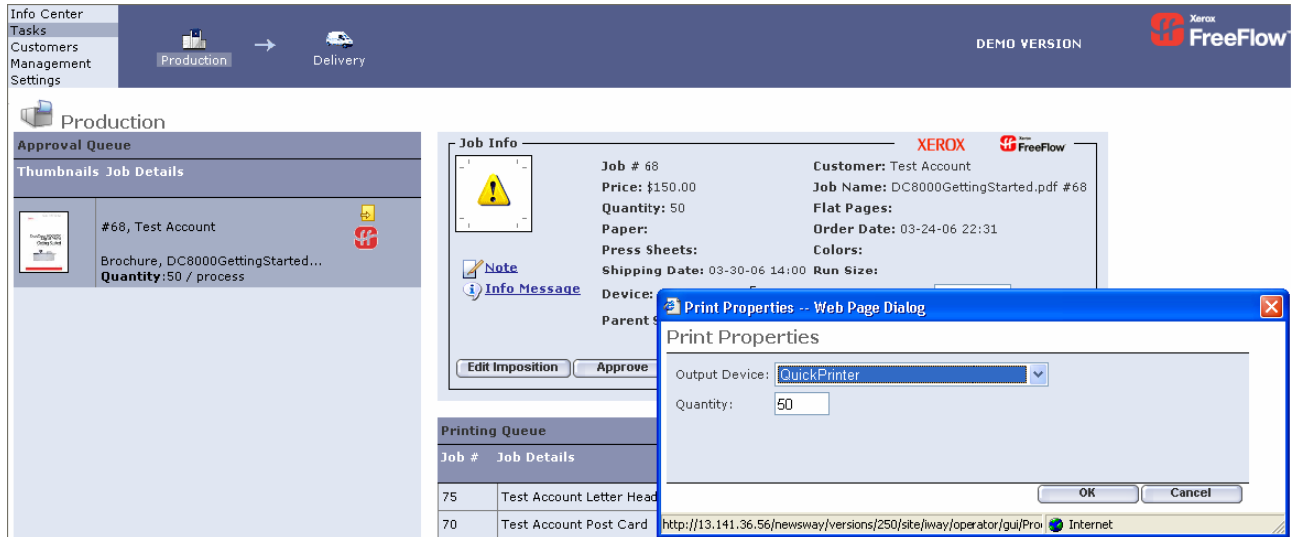 Info Center
Tasks
Customers
Management
Settings
Production
Delivery
DEMO VERSION
Xerox
FreeFlow
Production
Approval Queue
Thumbnails Job Details
#68, Test Account
Brochure, DC8000GettingStarted...
Quantity:50 / process
Job Info
XEROX
Xerox
FreeFlow
Job # 68
Customer: Test Account
Price: $150.00
Job Name: DC8000GettingStarted.pdf #68
Quantity: 50
Flat Pages:
Paper:
Order Date: 03-24-06 22:31
Press Sheets:
Colors:
Note
Shipping Date: 03-30-06 14:00 Run Size:
Info Message
Device:
Parent
Edit Imposition
Approve
Printing Queue
Job # Job Details
75 Test Account Letter Head
70 Test Account Post Card
Print Properties -- Web Page Dialog
Print Properties
Output Device: QuickPrinter
Quantity: 50
OK
Cancel
http://13.141.36.56/newsway/versions/250/site/iway/operator/gui/Pro
Internet